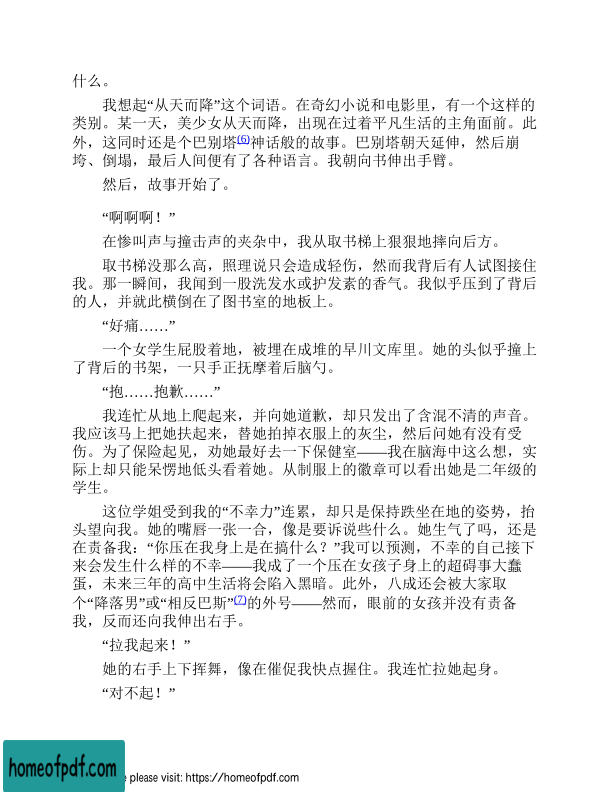 什么。
我想起“从天而降”这个词语。在奇幻小说和电影里，有一个这样的
类别。某一天，美少女从天而降，出现在过着平凡生活的主角面前。此
外，这同时还是个巴别塔(6)神话般的故事。巴别塔朝天延伸，然后崩
垮、倒塌，最后人间便有了各种语言。我朝向书伸出手臂。
然后，故事开始了。
“啊啊啊！”
在惨叫声与撞击声的夹杂中，我从取书梯上狠狠地摔向后方。
取书梯没那么高，照理说只会造成轻伤，然而我背后有人试图接住
我。那一瞬间，我闻到一股洗发水或护发素的香气。我似乎压到了背后
的人，并就此横倒在了图书室的地板上。
“好痛……”
一个女学生屁股着地，被埋在成堆的早川文库里。她的头似乎撞上
了背后的书架，一只手正抚摩着后脑勺。
“抱……抱歉……”
我连忙从地上爬起来，并向她道歉，却只发出了含混不清的声音。
我应该马上把她扶起来，替她拍掉衣服上的灰尘，然后问她有没有受
伤。为了保险起见，劝她最好去一下保健室——我在脑海中这么想，实
际上却只能呆愣地低头看着她。从制服上的徽章可以看出她是二年级的
学生。
这位学姐受到我的“不幸力”连累，却只是保持跌坐在地的姿势，抬
头望向我。她的嘴唇一张一合，像是要诉说些什么。她生气了吗，还是
在责备我：“你压在我身上是在搞什么？”我可以预测，不幸的自己接下
来会发生什么样的不幸——我成了一个压在女孩子身上的超碍事大蠢
蛋，未来三年的高中生活将会陷入黑暗。此外，八成还会被大家取
个“降落男”或“相反巴斯”(7)的外号——然而，眼前的女孩并没有责备
我，反而还向我伸出右手。
“拉我起来！”
她的右手上下挥舞，像在催促我快点握住。我连忙拉她起身。
“对不起！”
homeofpdf.com
please visit: https://homeofpdf.com